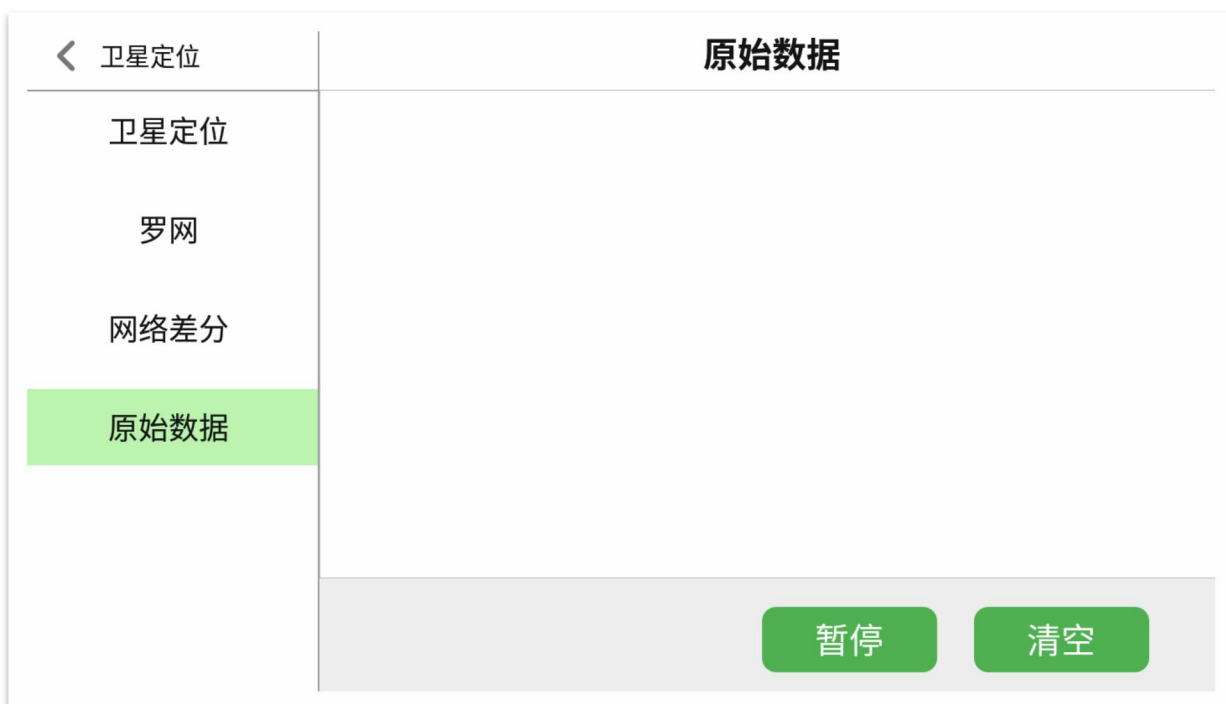 卫星定位
原始数据
卫星定位
罗网
网络差分
原始数据
暂停
清空